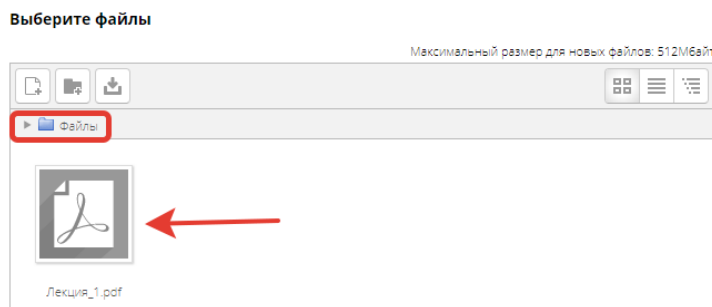 Выберите файлы
Максимальный размер для новых файлов: 512Мбайт
Файлы
Лекция_1.pdf